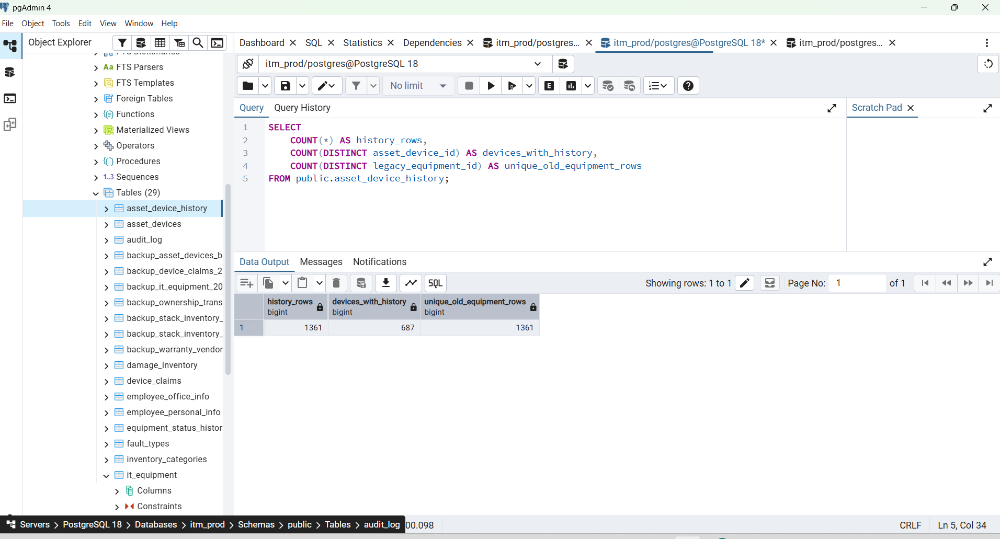 pgAdmin 4
File Object Tools Edit View Window Help
Object Explorer
Dashboard SQL Statistics Dependencies itm_prod/postgres... itm_prod/postgres@PostgreSQL 18* itm_prod/postgres...
itm_prod/postgres@PostgreSQL 18
No limit
E
Query Query History
Scratch Pad
1 SELECT
2 COUNT(*) AS history_rows,
3 COUNT(DISTINCT asset_device_id) AS devices_with_history,
4 COUNT(DISTINCT legacy_equipment_id) AS unique_old_equipment_rows
5 FROM public.asset_device_history;
Aa FTS Parsers
FTS Templates
Foreign Tables
Functions
Materialized Views
Operators
Procedures
1..3 Sequences
Tables (29)
asset_device_history
asset_devices
audit_log
backup_asset_devices_b
backup_device_claims_2
backup_it_equipment_20
backup_ownership_trans
backup_stack_inventory_
backup_stack_inventory_
backup_warranty_vendor
damage_inventory
device_claims
employee_office_info
employee_personal_info
equipment_status_histor
fault_types
inventory_categories
it_equipment
Columns
Constraints
Data Output Messages Notifications
SQL
Showing rows: 1 to 1
Page No: 1 of 1
history_rows devices_with_history unique_old_equipment_rows
bigint bigint bigint
1 1361 687 1361
Servers PostgreSQL 18 Databases itm_prod Schemas public Tables audit_log
00.098
CRLF Ln 5, Col 34